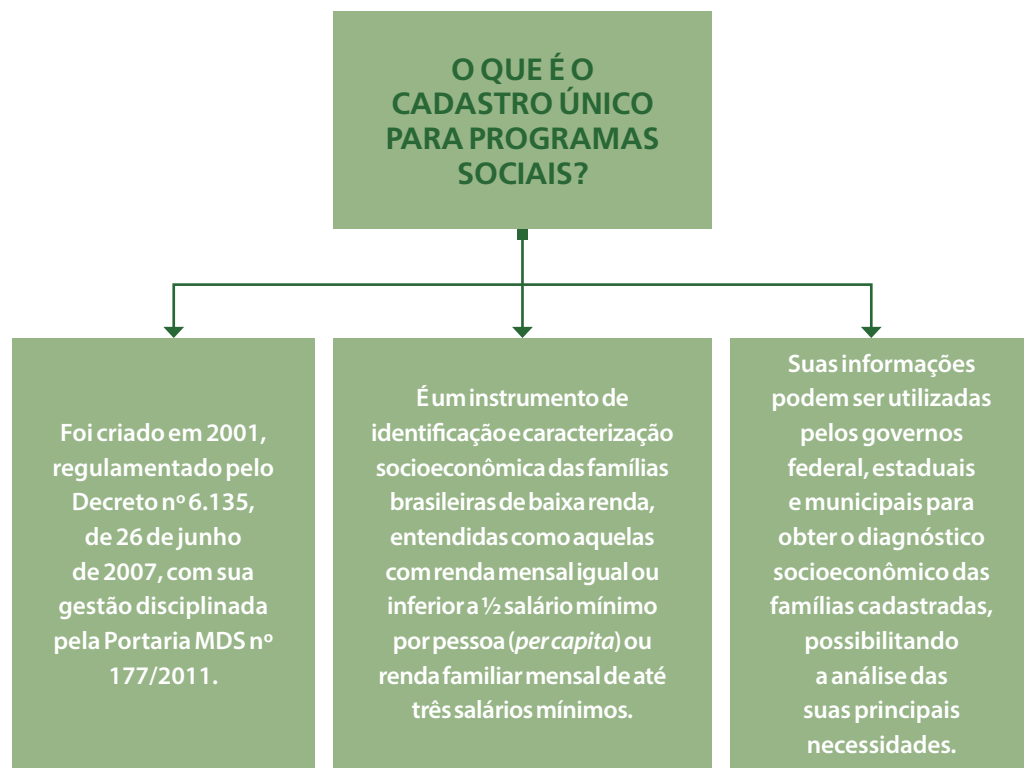 O QUE É O
CADASTRO ÚNICO
PARA PROGRAMAS
SOCIAIS?
Foi criado em 2001,
regulamentado pelo
Decreto nº 6.135,
de 26 de junho
de 2007, com sua
gestão disciplinada
pela Portaria MDS nº
177/2011.
É um instrumento de
identificação e caracterização
socioeconômica das famílias
brasileiras de baixa renda,
entendidas como aquelas
com renda mensal igual ou
inferior a ½ salário mínimo
por pessoa (per capita) ou
renda familiar mensal de até
três salários mínimos.
Suas informações
podem ser utilizadas
pelos governos
federal, estaduais
e municipais para
obter o diagnóstico
socioeconômico das
famílias cadastradas,
possibilitando
a análise das
suas principais
necessidades.